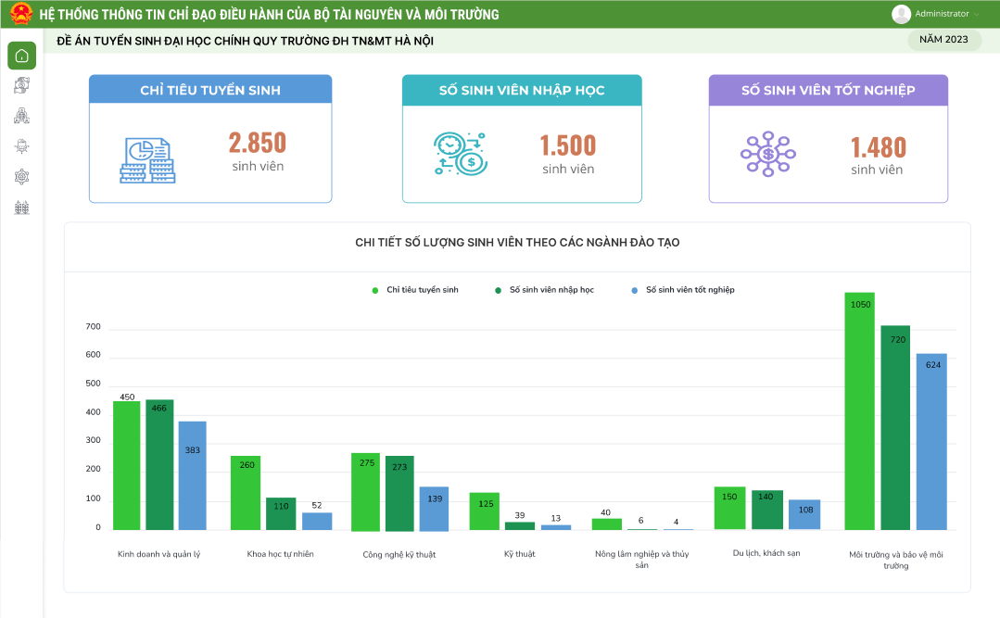 HỆ THỐNG THÔNG TIN CHỈ ĐẠO ĐIỀU HÀNH CỦA BỘ TÀI NGUYÊN VÀ MÔI TRƯỜNG
Administrator
ĐỀ ÁN TUYỂN SINH ĐẠI HỌC CHÍNH QUY TRƯỜNG ĐH TN&MT HÀ NỘI
NĂM 2023
CHỈ TIÊU TUYỂN SINH
2.850
sinh viên
SỐ SINH VIÊN NHẬP HỌC
1.500
sinh viên
SỐ SINH VIÊN TỐT NGHIỆP
1.480
sinh viên
CHI TIẾT SỐ LƯỢNG SINH VIÊN THEO CÁC NGÀNH ĐÀO TẠO
Chỉ tiêu tuyển sinh
Số sinh viên nhập học
Số sinh viên tốt nghiệp
700
600
500
400
300
200
100
0
450
466
383
260
110
52
275
273
139
125
39
13
40
6
4
150
140
108
1050
720
624
Kinh doanh và quản lý
Khoa học tự nhiên
Công nghệ kỹ thuật
Kỹ thuật
Nông lâm nghiệp và thủy
sản
Du lịch, khách sạn
Môi trường và bảo vệ môi
trường